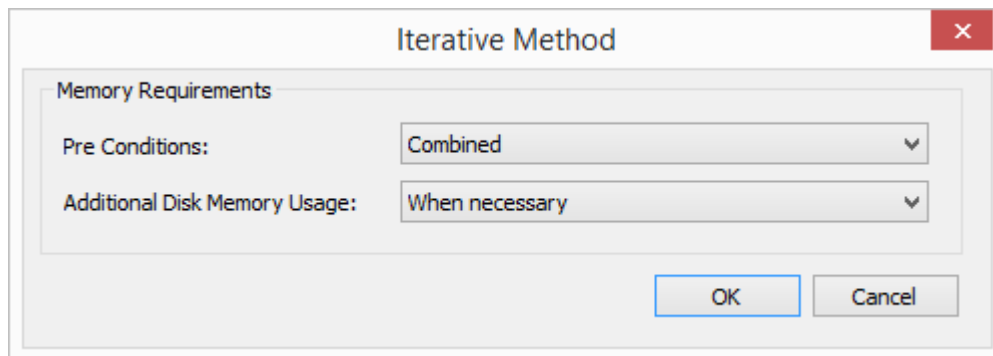 Iterative Method
Memory Requirements
Pre Conditions: Combined
Additional Disk Memory Usage: When necessary
OK Cancel